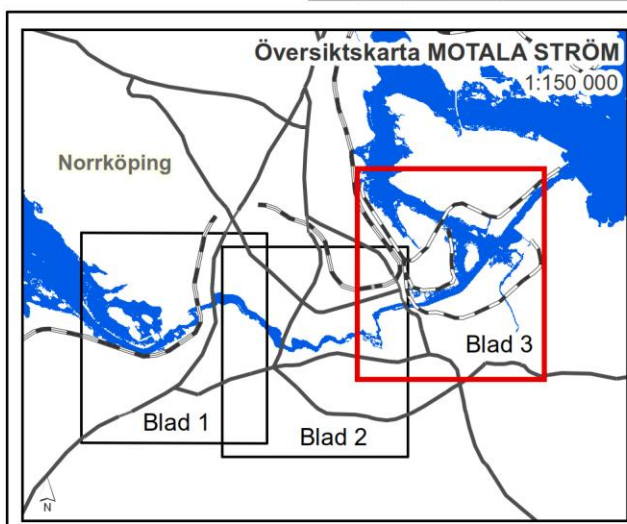 Översiktskarta MOTALA STRÖM
1:150 000
Norrköping
Blad 3
Blad 1
Blad 2
N